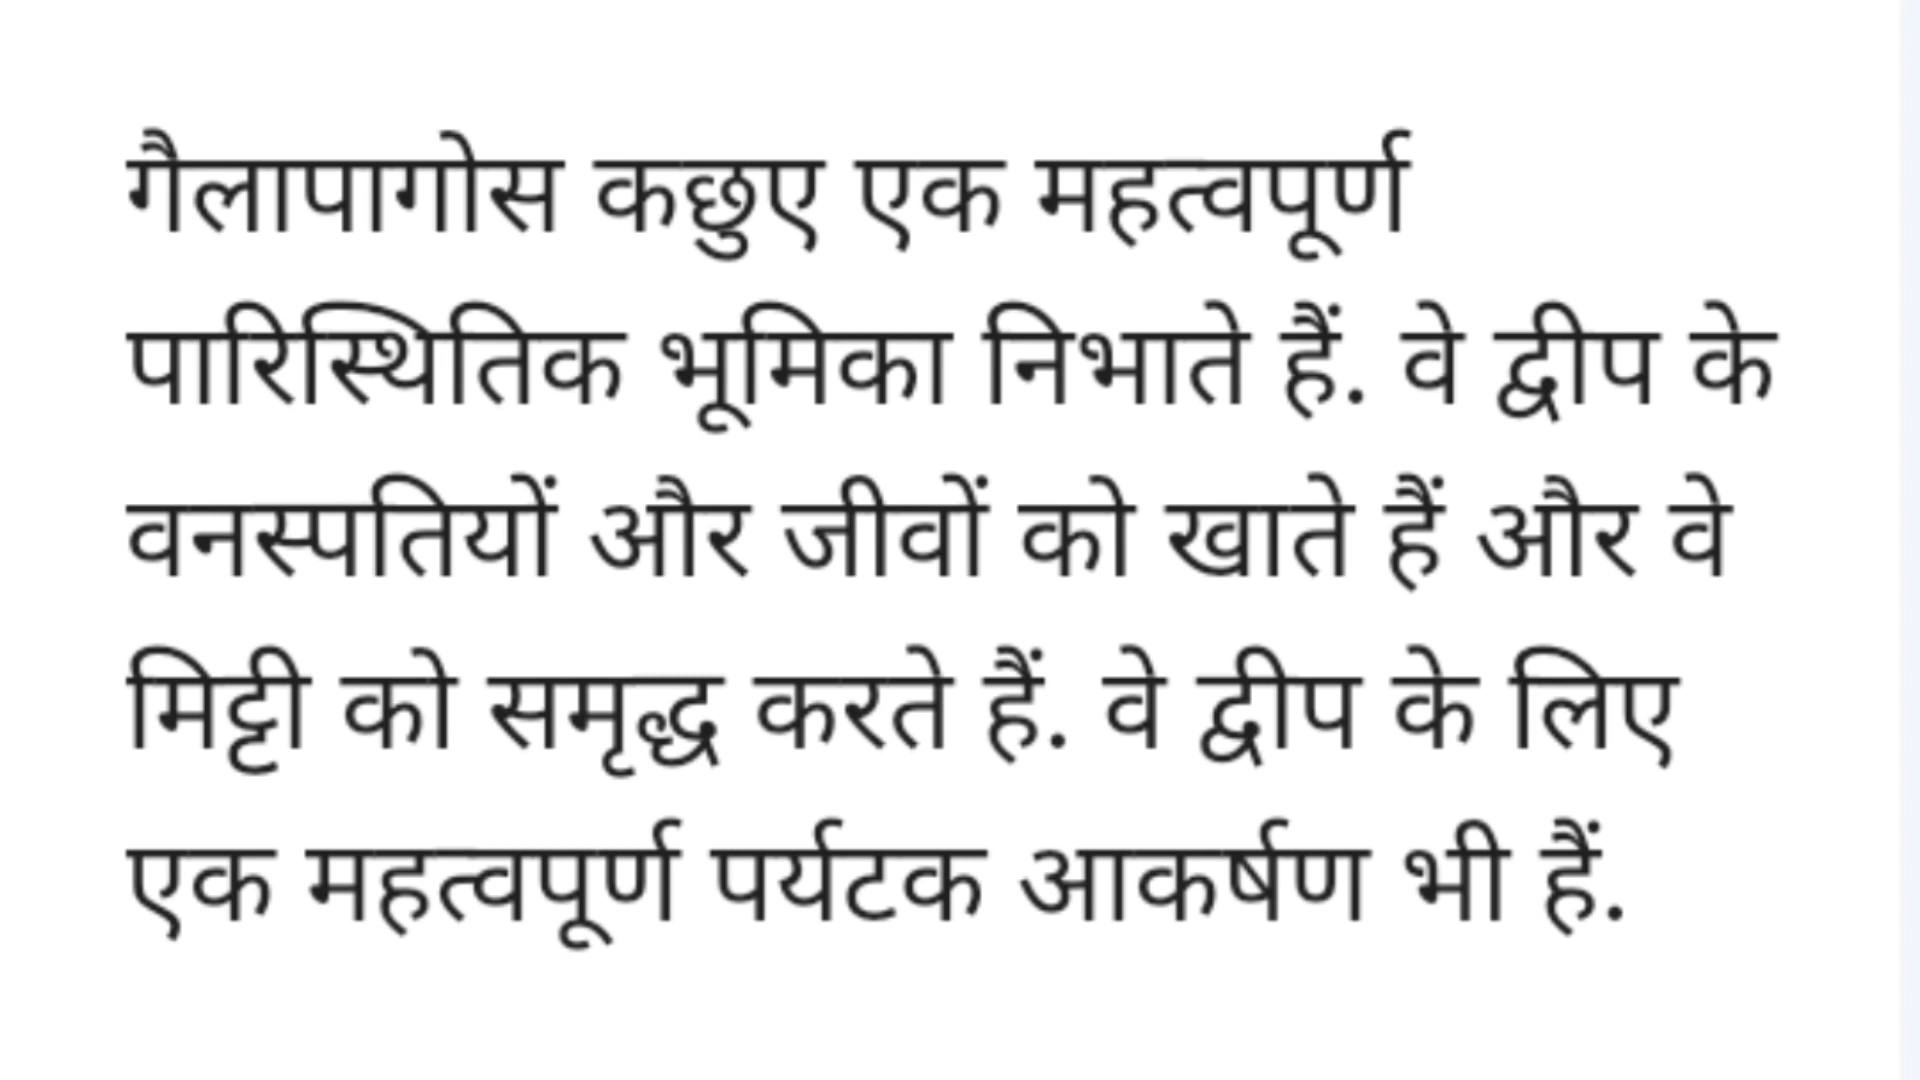 गैलापागोस कछुए एक महत्वपूर्ण
पारिस्थितिक भूमिका निभाते हैं. वे द्वीप के
वनस्पतियों और जीवों को खाते हैं और वे
मिट्टी को समृद्ध करते हैं. वे द्वीप के लिए
एक महत्वपूर्ण पर्यटक आकर्षण भी हैं.